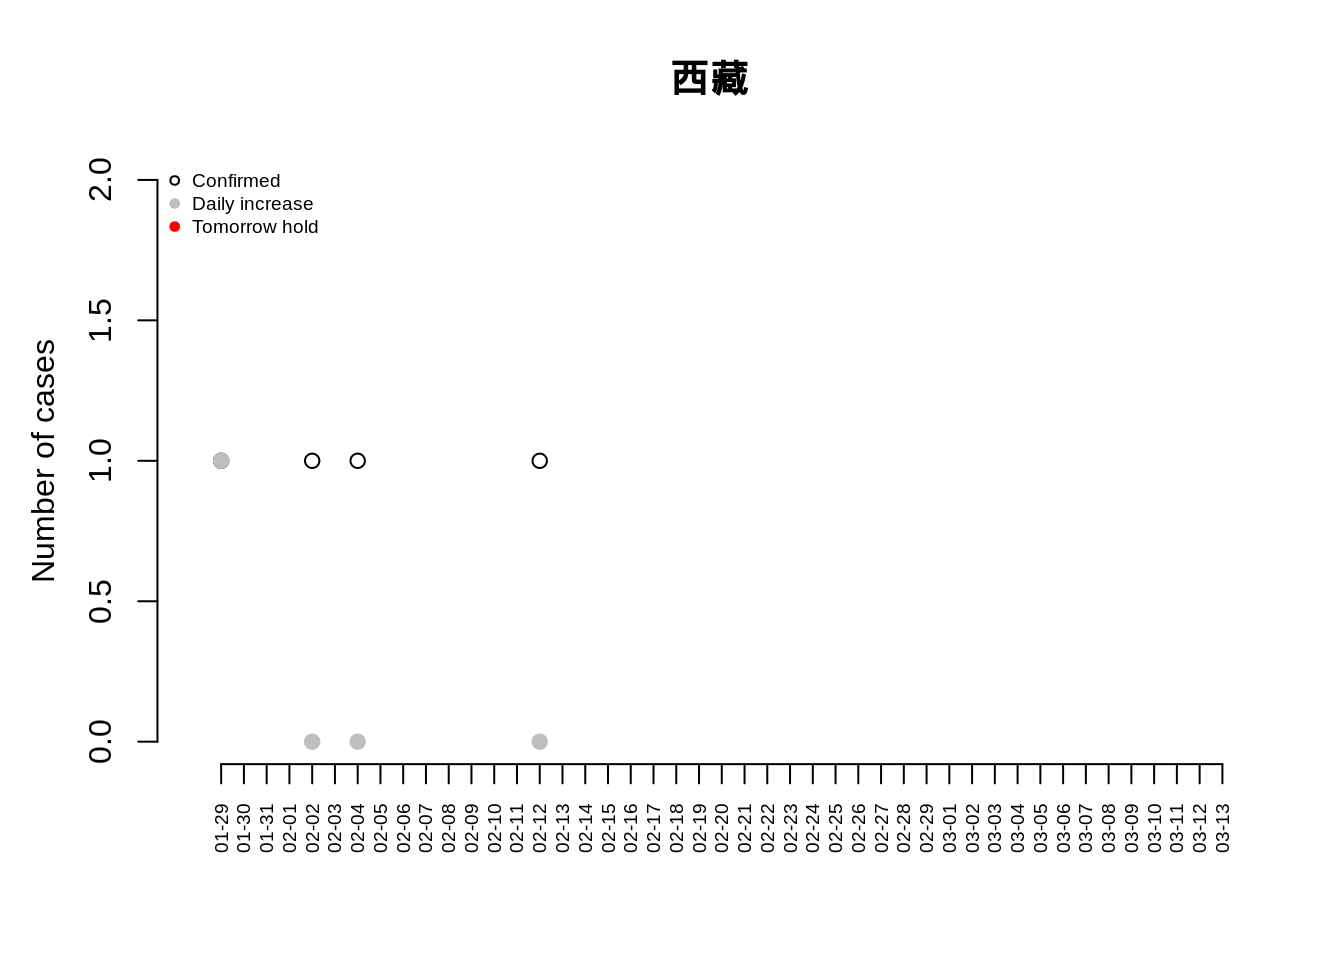 西藏
2.0
Confirmed
Daily increase
Tomorrow hold
1.5
Number of cases
1.0
0.5
0.0
01-29 01-30 01-31 02-01 02-02 02-03 02-04 02-05 02-06 02-07 02-08 02-09 02-10 02-11 02-12 02-13 02-14 02-15 02-16 02-17 02-18 02-19 02-20 02-21 02-22 02-23 02-24 02-25 02-26 02-27 02-28 02-29 03-01 03-02 03-03 03-04 03-05 03-06 03-07 03-08 03-09 03-10 03-11 03-12 03-13